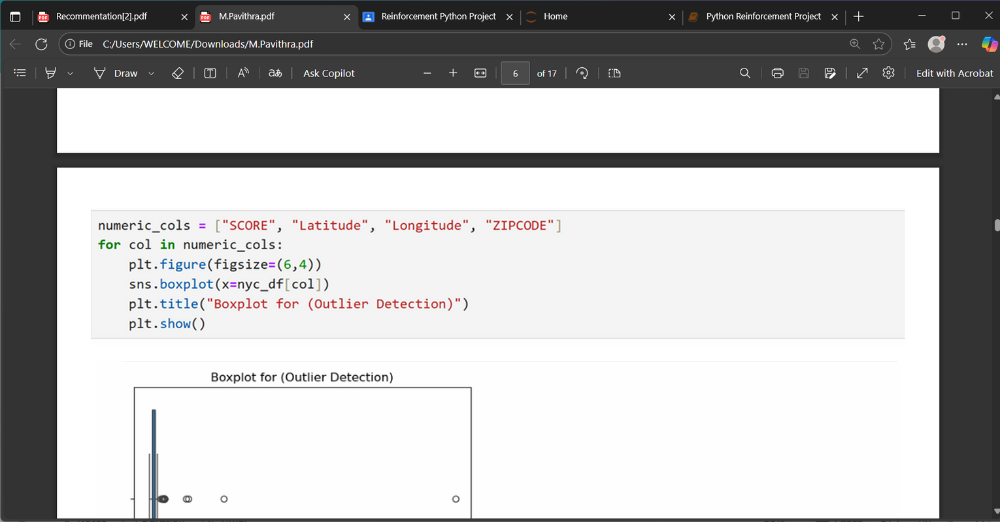 Recommentation[2].pdf
M.Pavithra.pdf
Reinforcement Python Project
Home
Python Reinforcement Project
File C:/Users/WELCOME/Downloads/M.Pavithra.pdf
Draw
aあ
Ask Copilot
6 of 17
Edit with Acrobat
numeric_cols = ["SCORE", "Latitude", "Longitude", "ZIPCODE"]
for col in numeric_cols:
    plt.figure(figsize=(6,4))
    sns.boxplot(x=nyc_df[col])
    plt.title("Boxplot for (Outlier Detection)")
    plt.show()
Boxplot for (Outlier Detection)